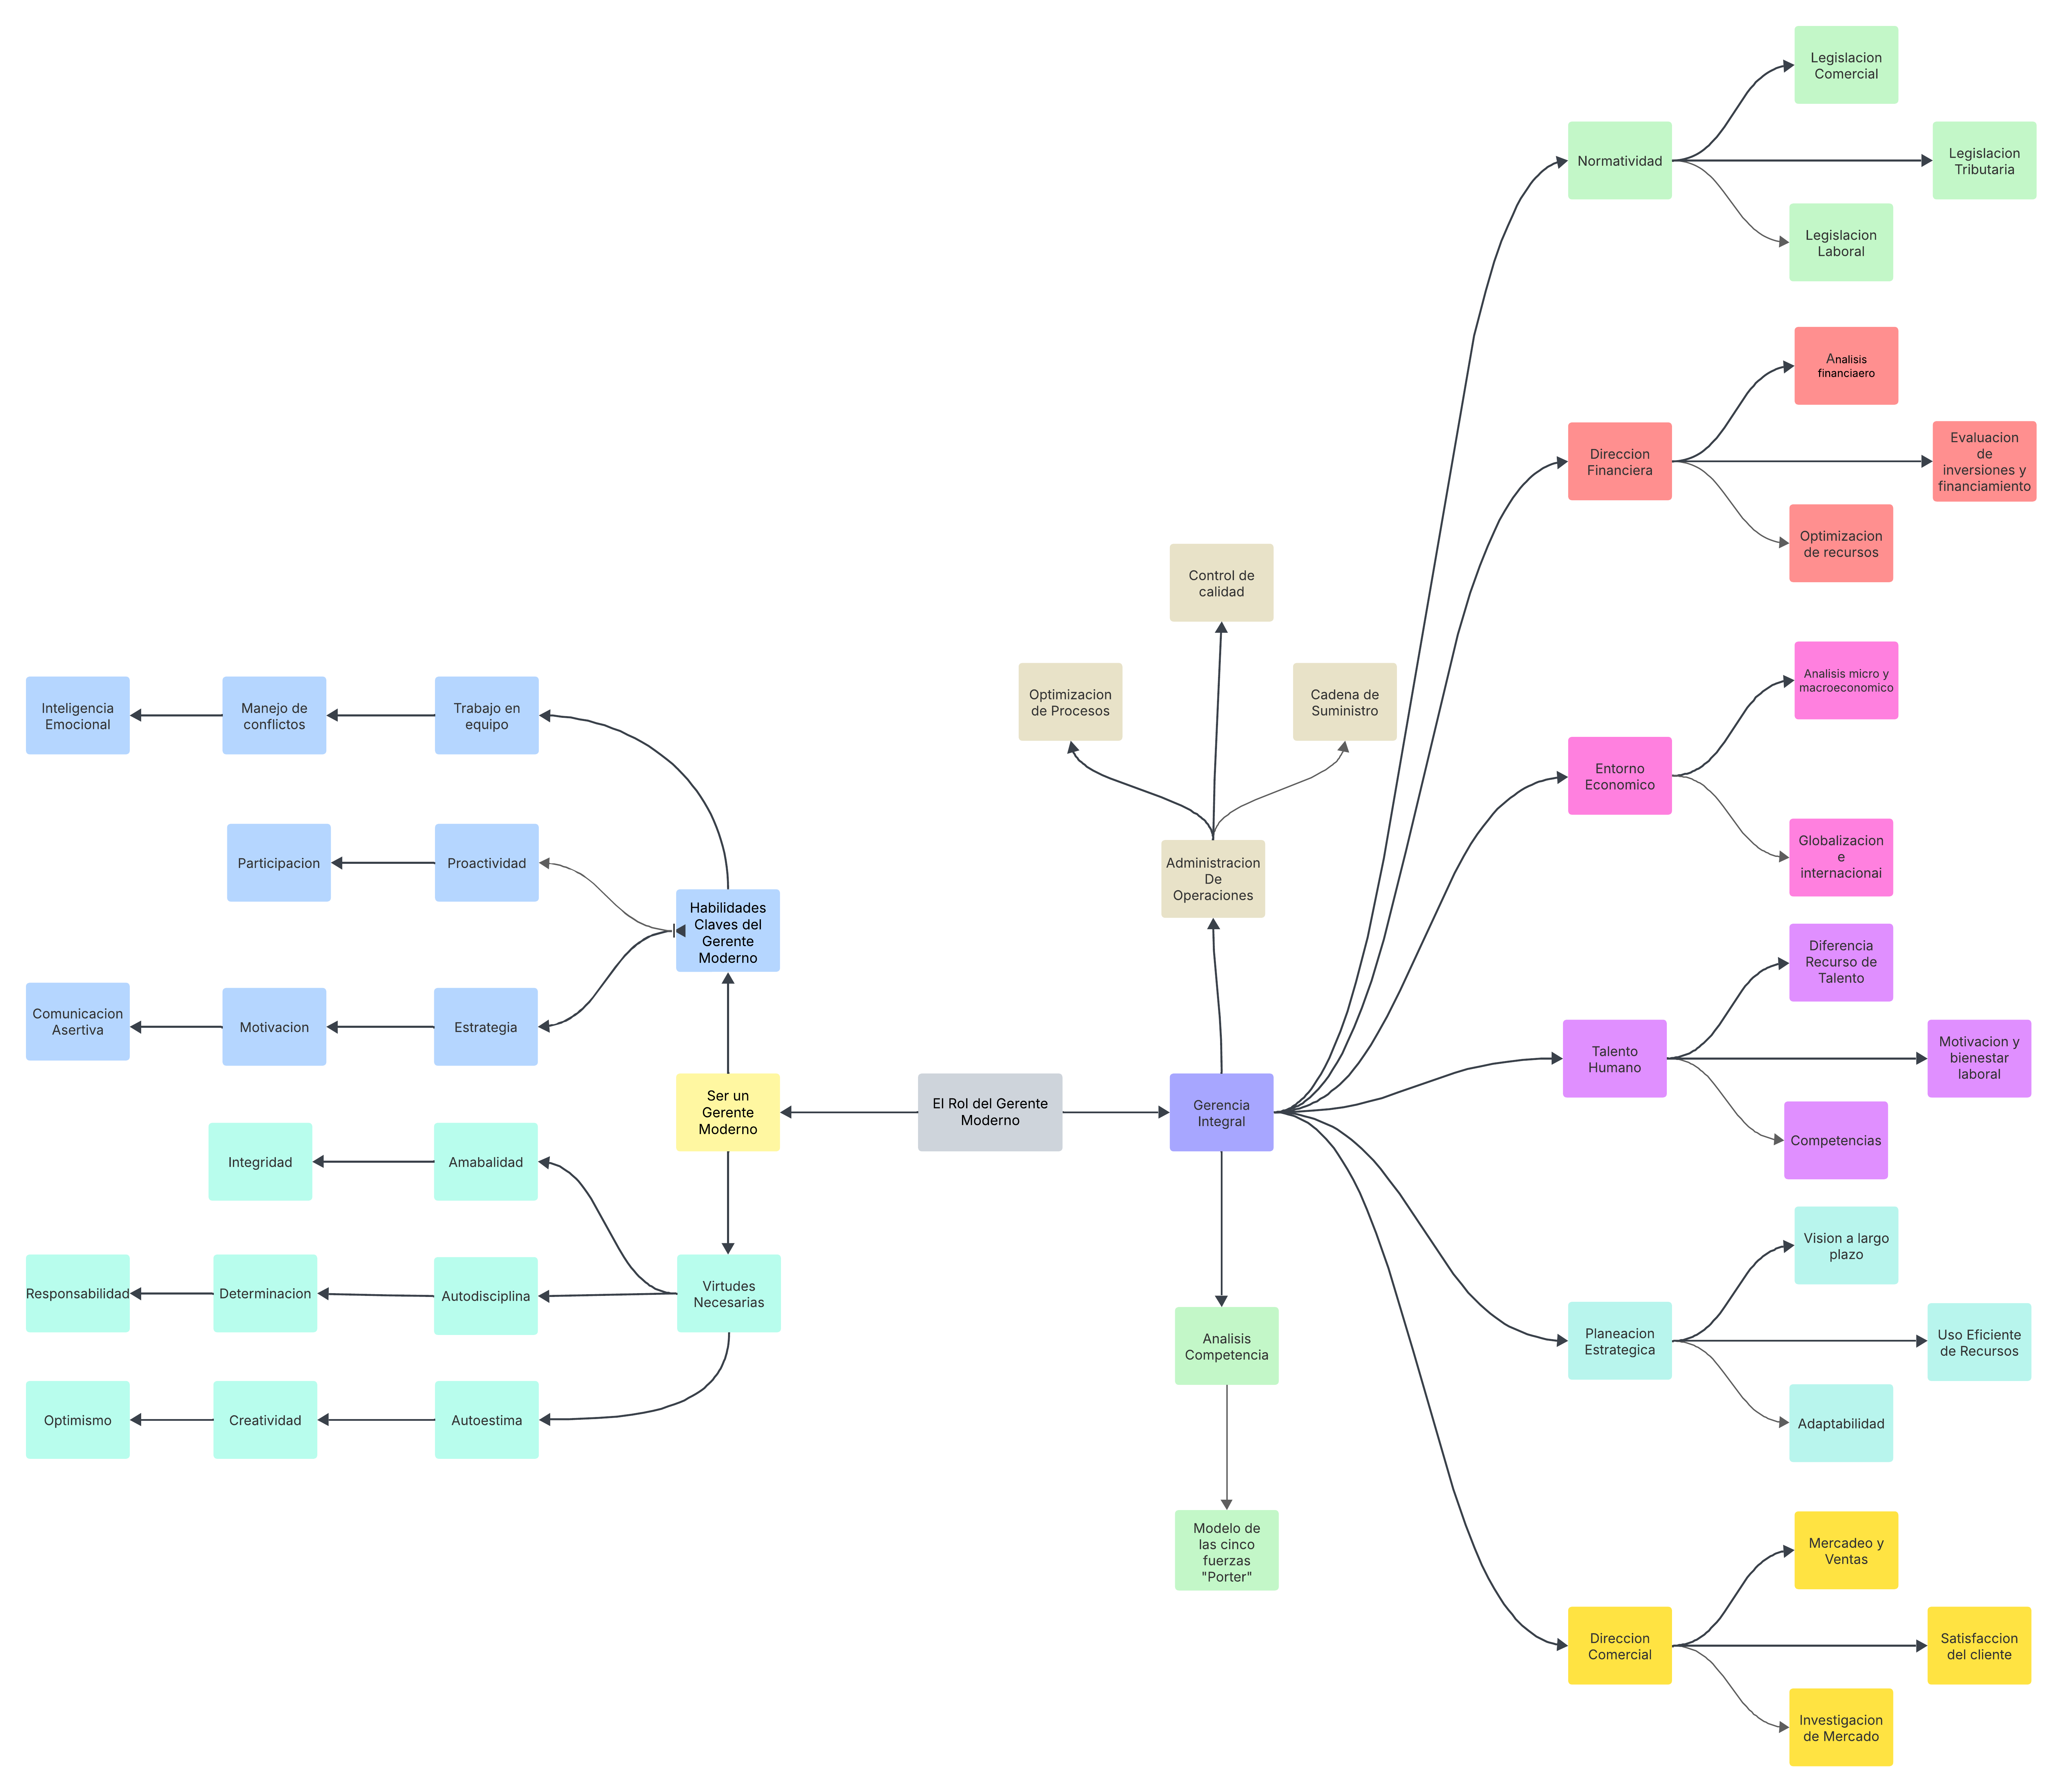 Legislacion
Comercial
Normatividad
Legislacion
Tributaria
Legislacion
Laboral
Analisis
financiaero
Direccion
Financiera
Evaluacion
de
inversiones y
financiamiento
Optimizacion
de recursos
Control de
calidad
Optimizacion
de Procesos
Cadena de
Suministro
Administracion
De
Operaciones
Analisis micro y
macroeconomico
Entorno
Economico
Globalizacion
e
internacionai
Inteligencia
Emocional
Manejo de
conflictos
Trabajo en
equipo
Participacion
Proactividad
Habilidades
Claves del
Gerente
Moderno
Comunicacion
Asertiva
Motivacion
Estrategia
Diferencia
Recurso de
Talento
Talento
Humano
Motivacion y
bienestar
laboral
Competencias
Ser un
Gerente
Moderno
El Rol del Gerente
Moderno
Gerencia
Integral
Integridad
Amabalidad
Responsabilidad
Determinacion
Autodisciplina
Virtudes
Necesarias
Optimismo
Creatividad
Autoestima
Analisis
Competencia
Modelo de
las cinco
fuerzas
"Porter"
Vision a largo
plazo
Planeacion
Estrategica
Uso Eficiente
de Recursos
Adaptabilidad
Mercadeo y
Ventas
Direccion
Comercial
Satisfaccion
del cliente
Investigacion
de Mercado